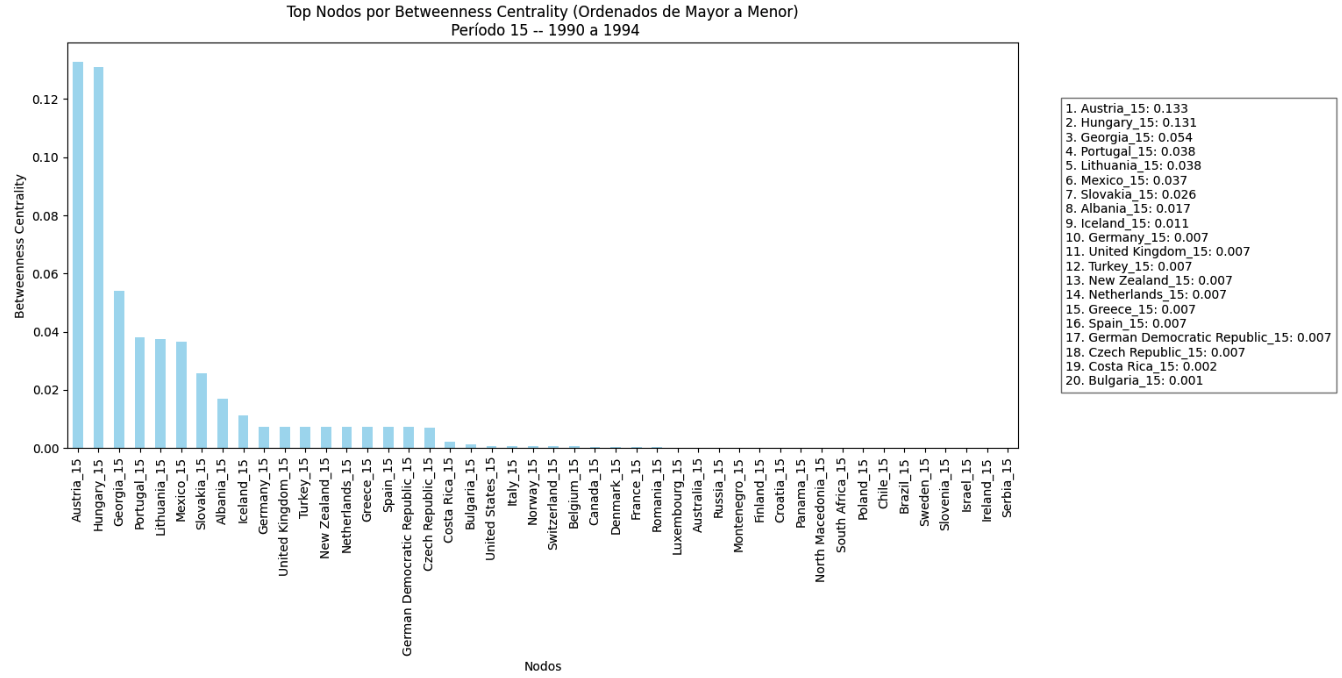 Top Nodos por Betweenness Centrality (Ordenados de Mayor a Menor)
Período 15 -- 1990 a 1994
Betweenness Centrality
0.12
0.10
0.08
0.06
0.04
0.02
0.00
Austria_15
Hungary_15
Georgia_15
Portugal_15
Lithuania_15
Mexico_15
Slovakia_15
Albania_15
Iceland_15
Germany_15
United Kingdom_15
Turkey_15
New Zealand_15
Netherlands_15
Greece_15
Spain_15
German Democratic Republic_15
Czech Republic_15
Costa Rica_15
Bulgaria_15
United States_15
Italy_15
Norway_15
Switzerland_15
Belgium_15
Canada_15
Denmark_15
France_15
Romania_15
Luxembourg_15
Australia_15
Russia_15
Montenegro_15
Finland_15
Croatia_15
Panama_15
North Macedonia_15
South Africa_15
Poland_15
Chile_15
Brazil_15
Sweden_15
Slovenia_15
Israel_15
Ireland_15
Serbia_15
Nodos
1. Austria_15: 0.133
2. Hungary_15: 0.131
3. Georgia_15: 0.054
4. Portugal_15: 0.038
5. Lithuania_15: 0.038
6. Mexico_15: 0.037
7. Slovakia_15: 0.026
8. Albania_15: 0.017
9. Iceland_15: 0.011
10. Germany_15: 0.007
11. United Kingdom_15: 0.007
12. Turkey_15: 0.007
13. New Zealand_15: 0.007
14. Netherlands_15: 0.007
15. Greece_15: 0.007
16. Spain_15: 0.007
17. German Democratic Republic_15: 0.007
18. Czech Republic_15: 0.007
19. Costa Rica_15: 0.002
20. Bulgaria_15: 0.001